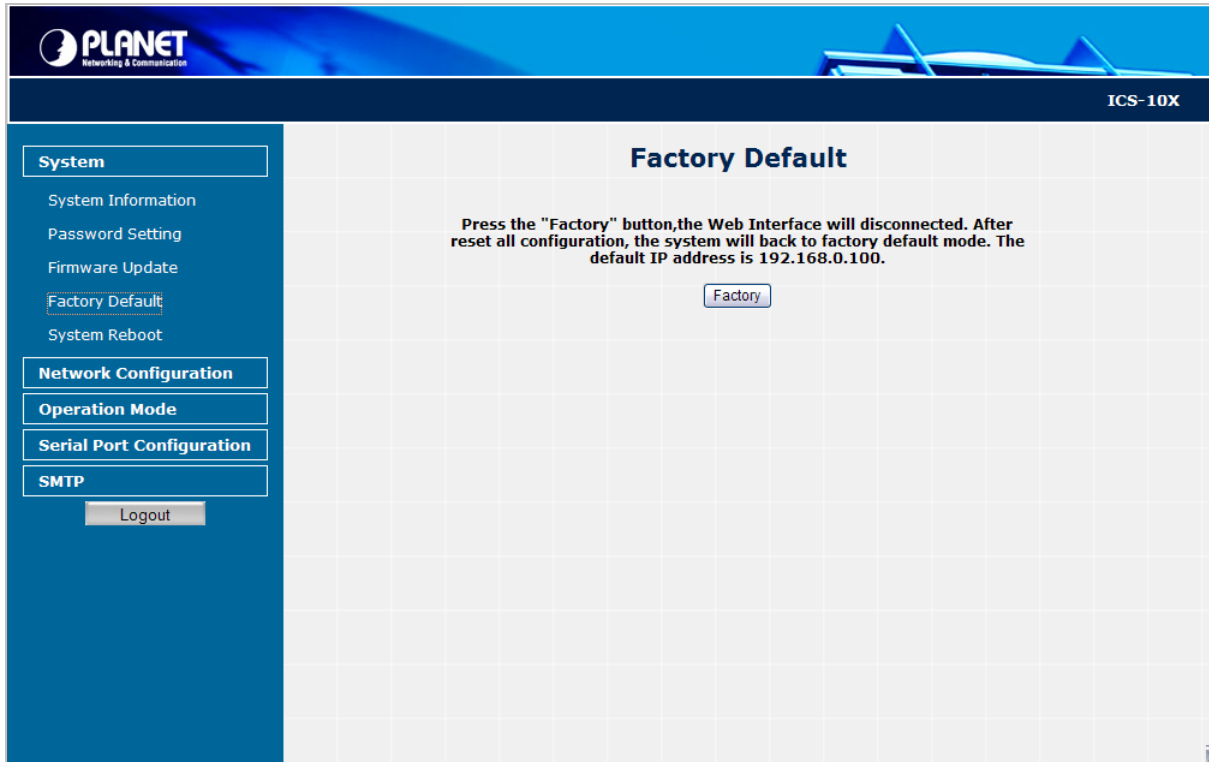 PLANET
Networking & Communication
ICS-10X
System
System Information
Password Setting
Firmware Update
Factory Default
System Reboot
Network Configuration
Operation Mode
Serial Port Configuration
SMTP
Logout
Factory Default
Press the "Factory" button,the Web Interface will disconnected. After
reset all configuration, the system will back to factory default mode. The
default IP address is 192.168.0.100.
Factory